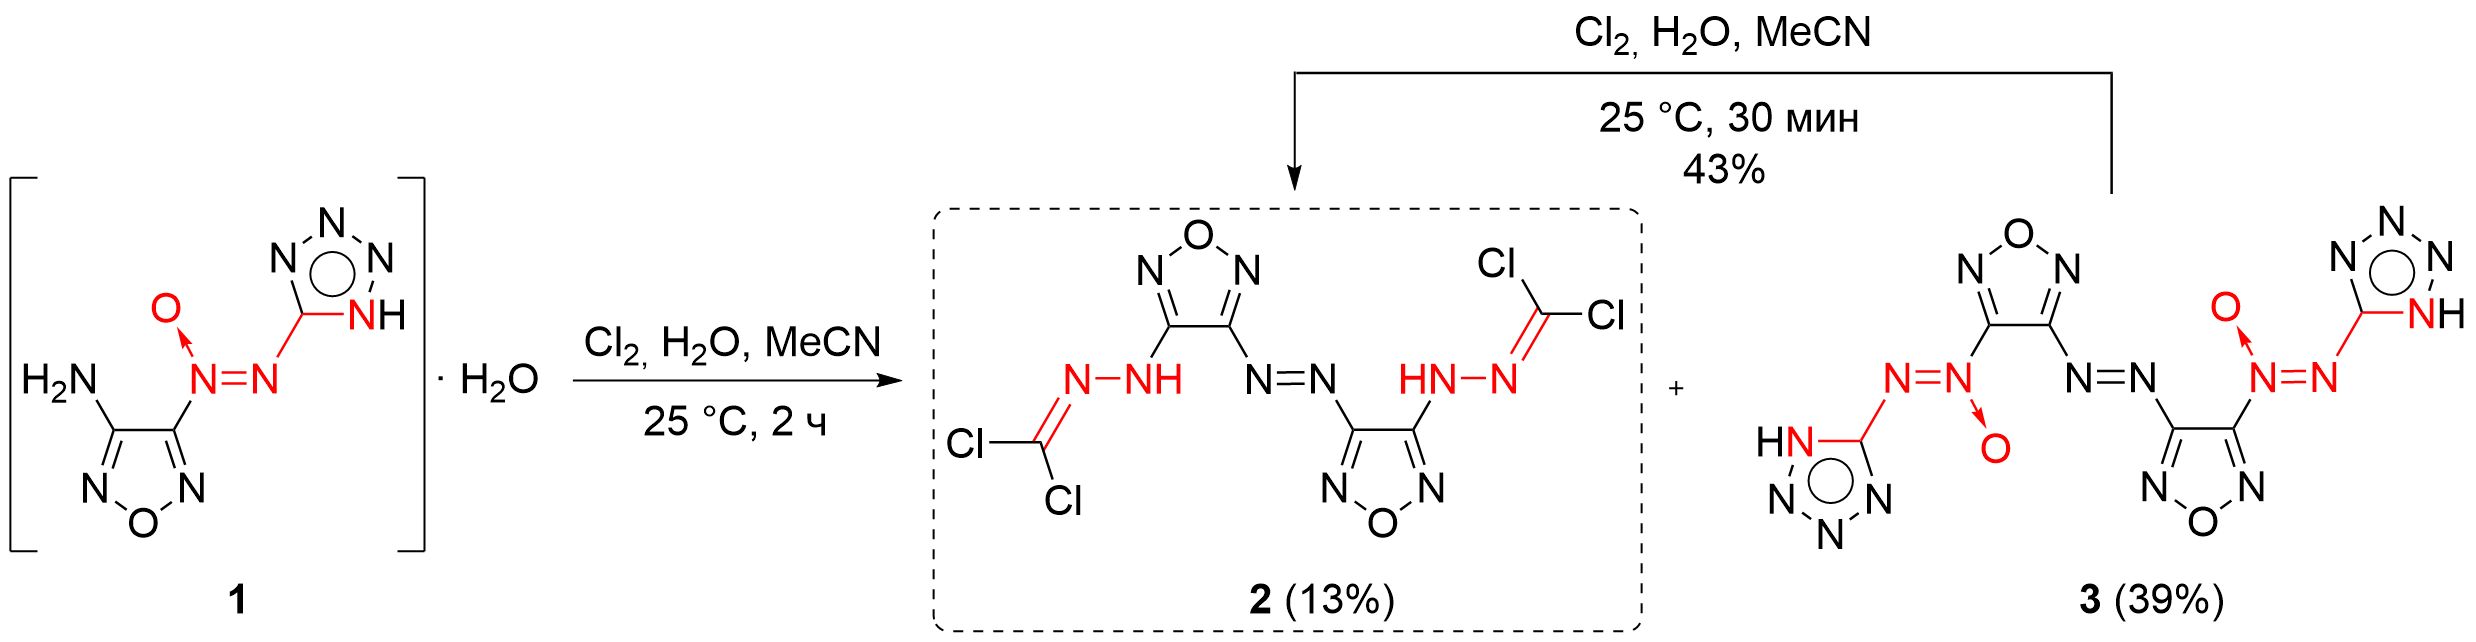 Cl2, H2O, MeCN
25 °C, 30 мин
43%
H2N
O
N=N
N
N
N
NH
N
O
N
· H2O
Cl2, H2O, MeCN
25 °C, 2 ч
Cl
Cl
N–NH
N
O
N
N=N
N
O
N
HN–N
Cl
Cl
+
HN
N
N
N
N=N
O
N
O
N
N=N
N
O
N
O
N=N
N
N
N
NH
1
2 (13%)
3 (39%)